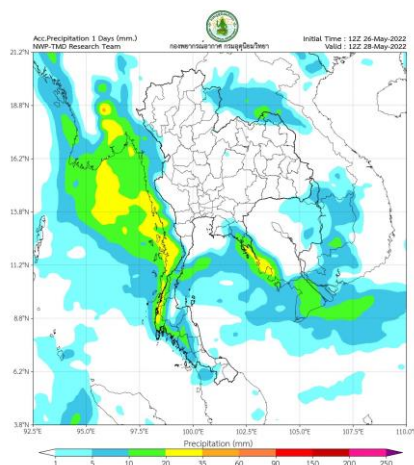 Acc.Precipitation 1 Days (mm.)
NWP-TMD Research Team
กองพยากรณ์อากาศ กรมอุตุนิยมวิทยา
Initial Time : 12Z 26-May-2022
Valid : 12Z 28-May-2022
21.2°N
18.8°N
16.2°N
13.8°N
11.2°N
8.8°N
6.2°N
3.8°N
92.5°E 95.0°E 97.5°E 100.0°E 102.5°E 105.0°E 107.5°E 110.0°E
Precipitation (mm)
1 5 10 20 35 60 90 150 200 210